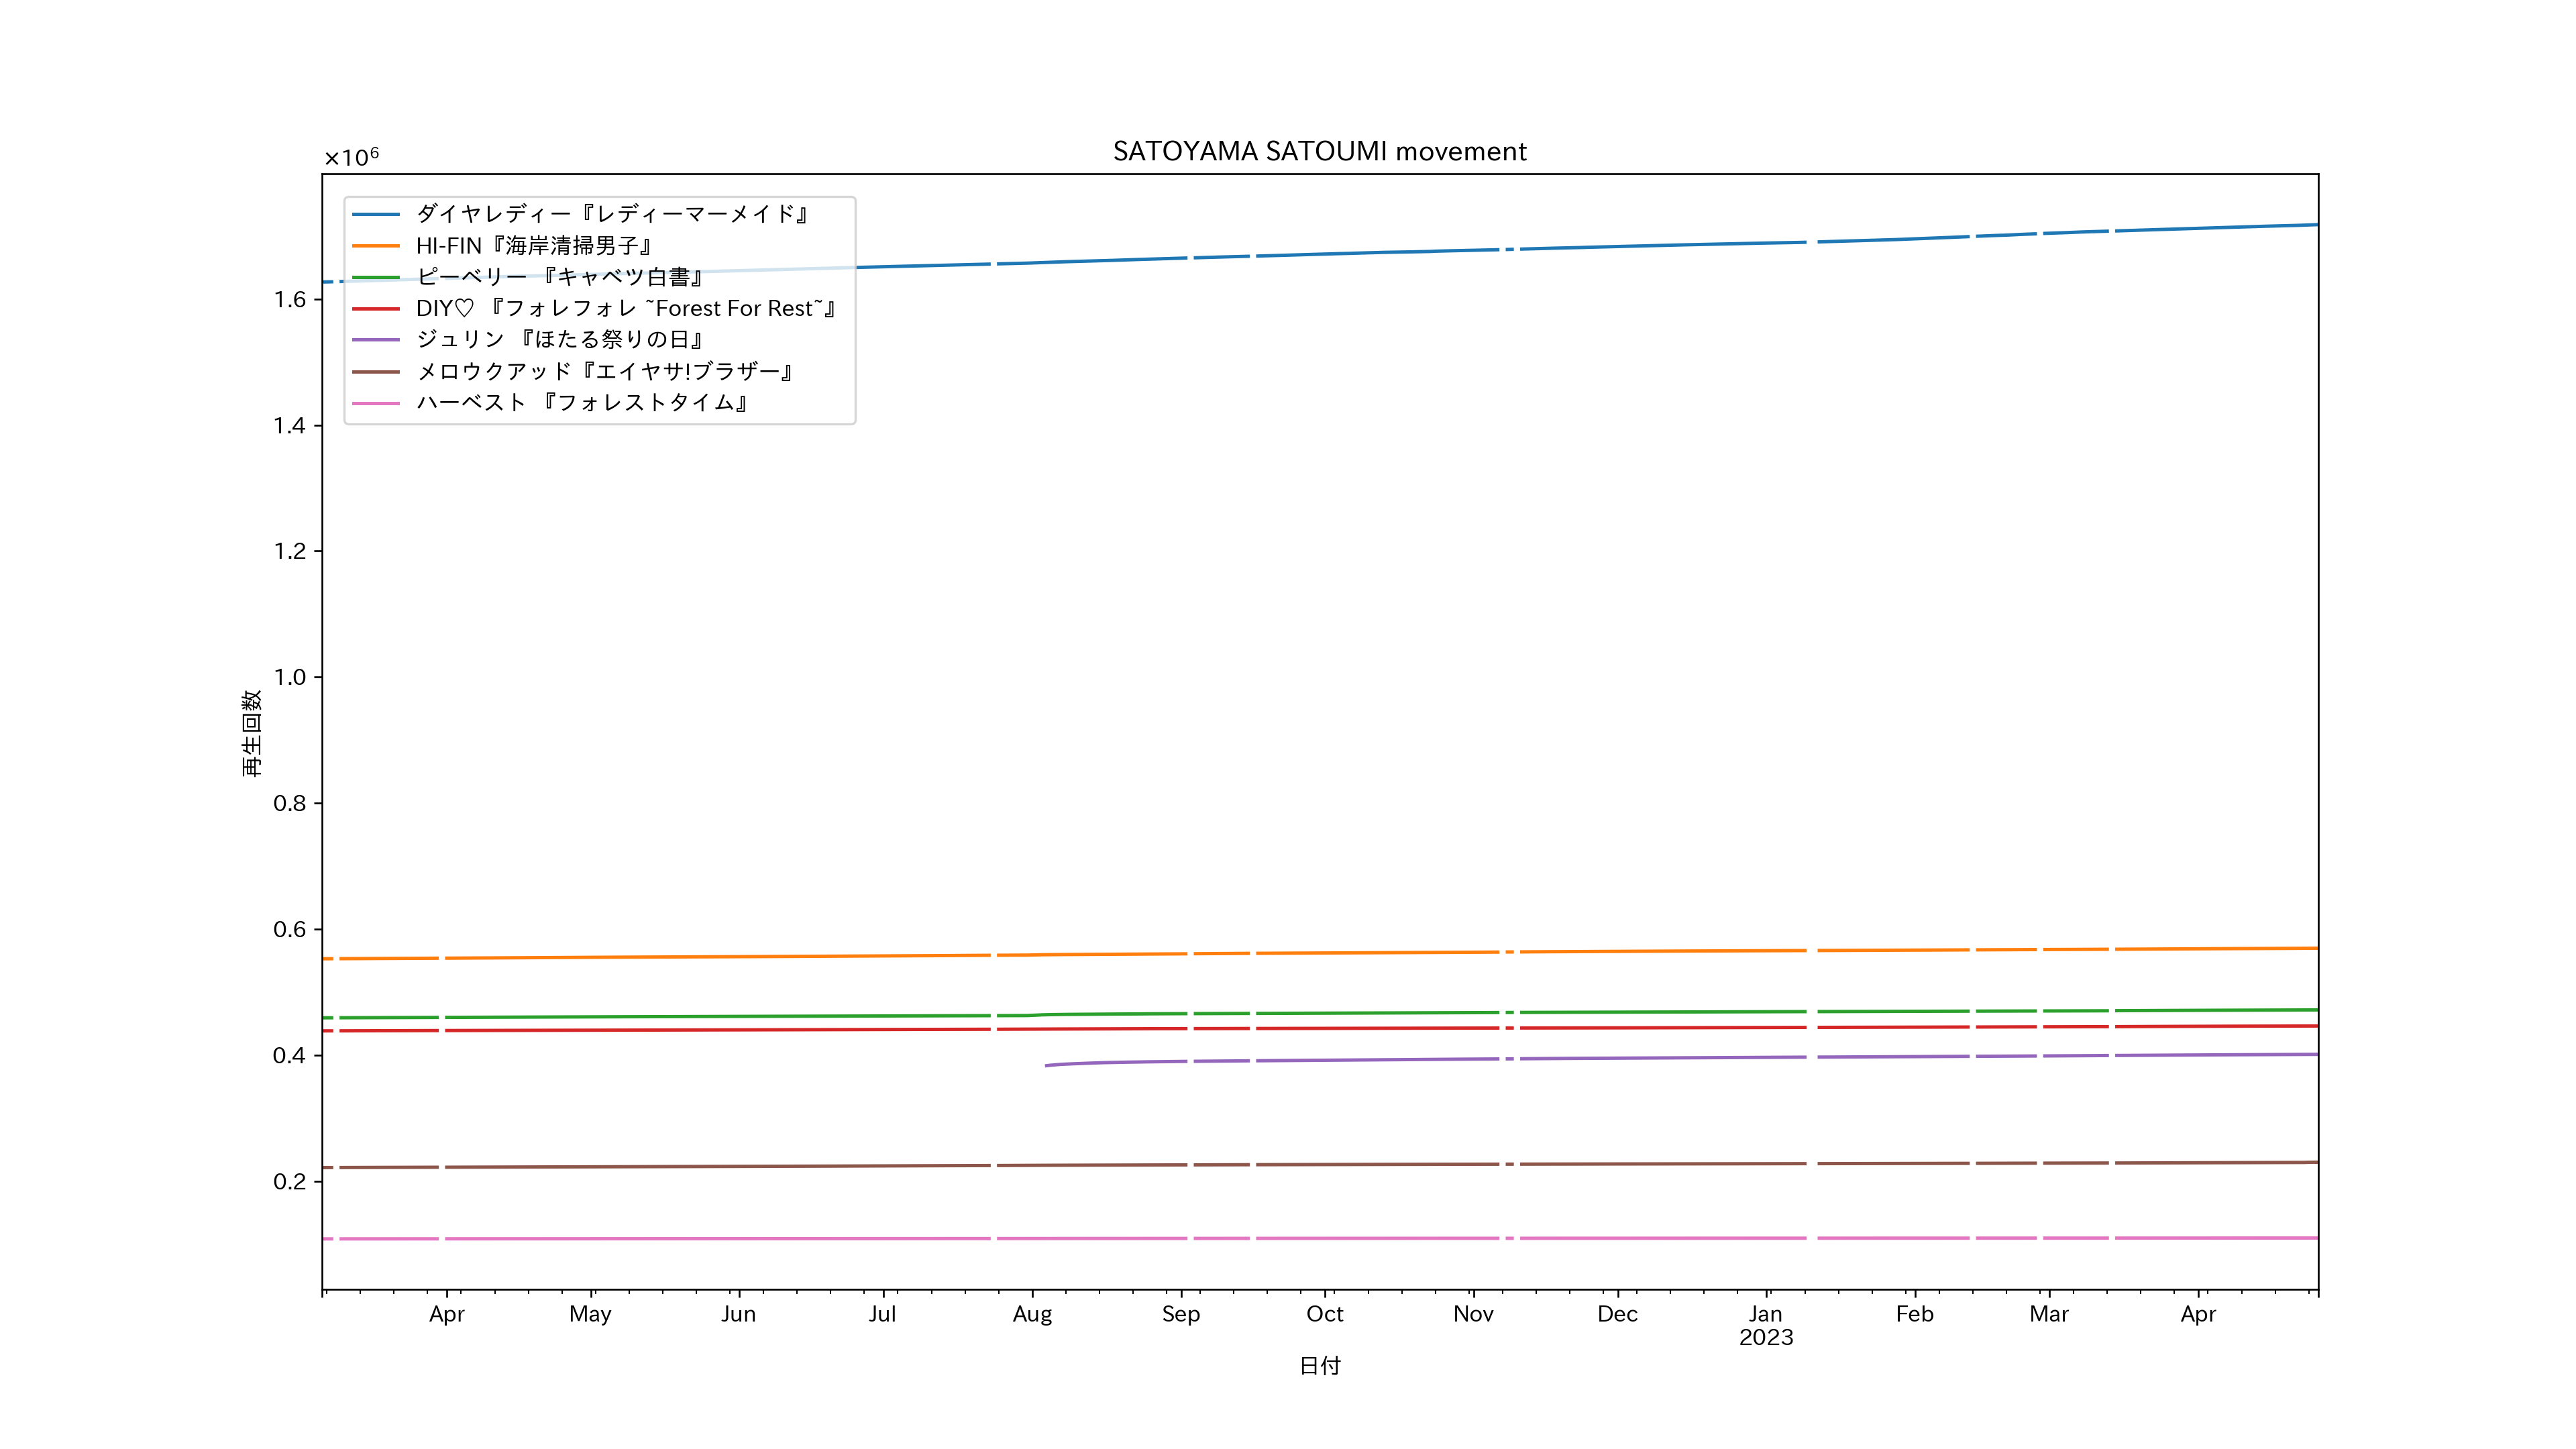 SATOYAMA SATOUMI movement
×10⁶
ダイヤレディー『レディーマーメイド』
HI-FIN『海岸清掃男子』
ピーベリー 『キャベツ白書』
DIY♡ 『フォレフォレ ~Forest For Rest~』
ジュリン 『ほたる祭りの日』
メロウクアッド『エイヤサ!ブラザー』
ハーベスト 『フォレストタイム』
1.6
1.4
1.2
1.0
0.8
0.6
0.4
0.2
再生回数
Apr May Jun Jul Aug Sep Oct Nov Dec Jan Feb Mar Apr
2023
日付